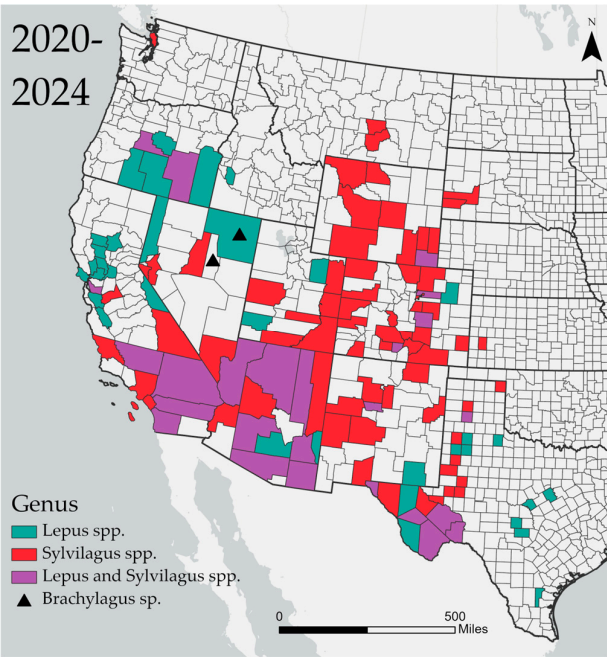 2020-
2024
N
Genus
Lepus spp.
Sylvilagus spp.
Lepus and Sylvilagus spp.
Brachylagus sp.
0 500
Miles